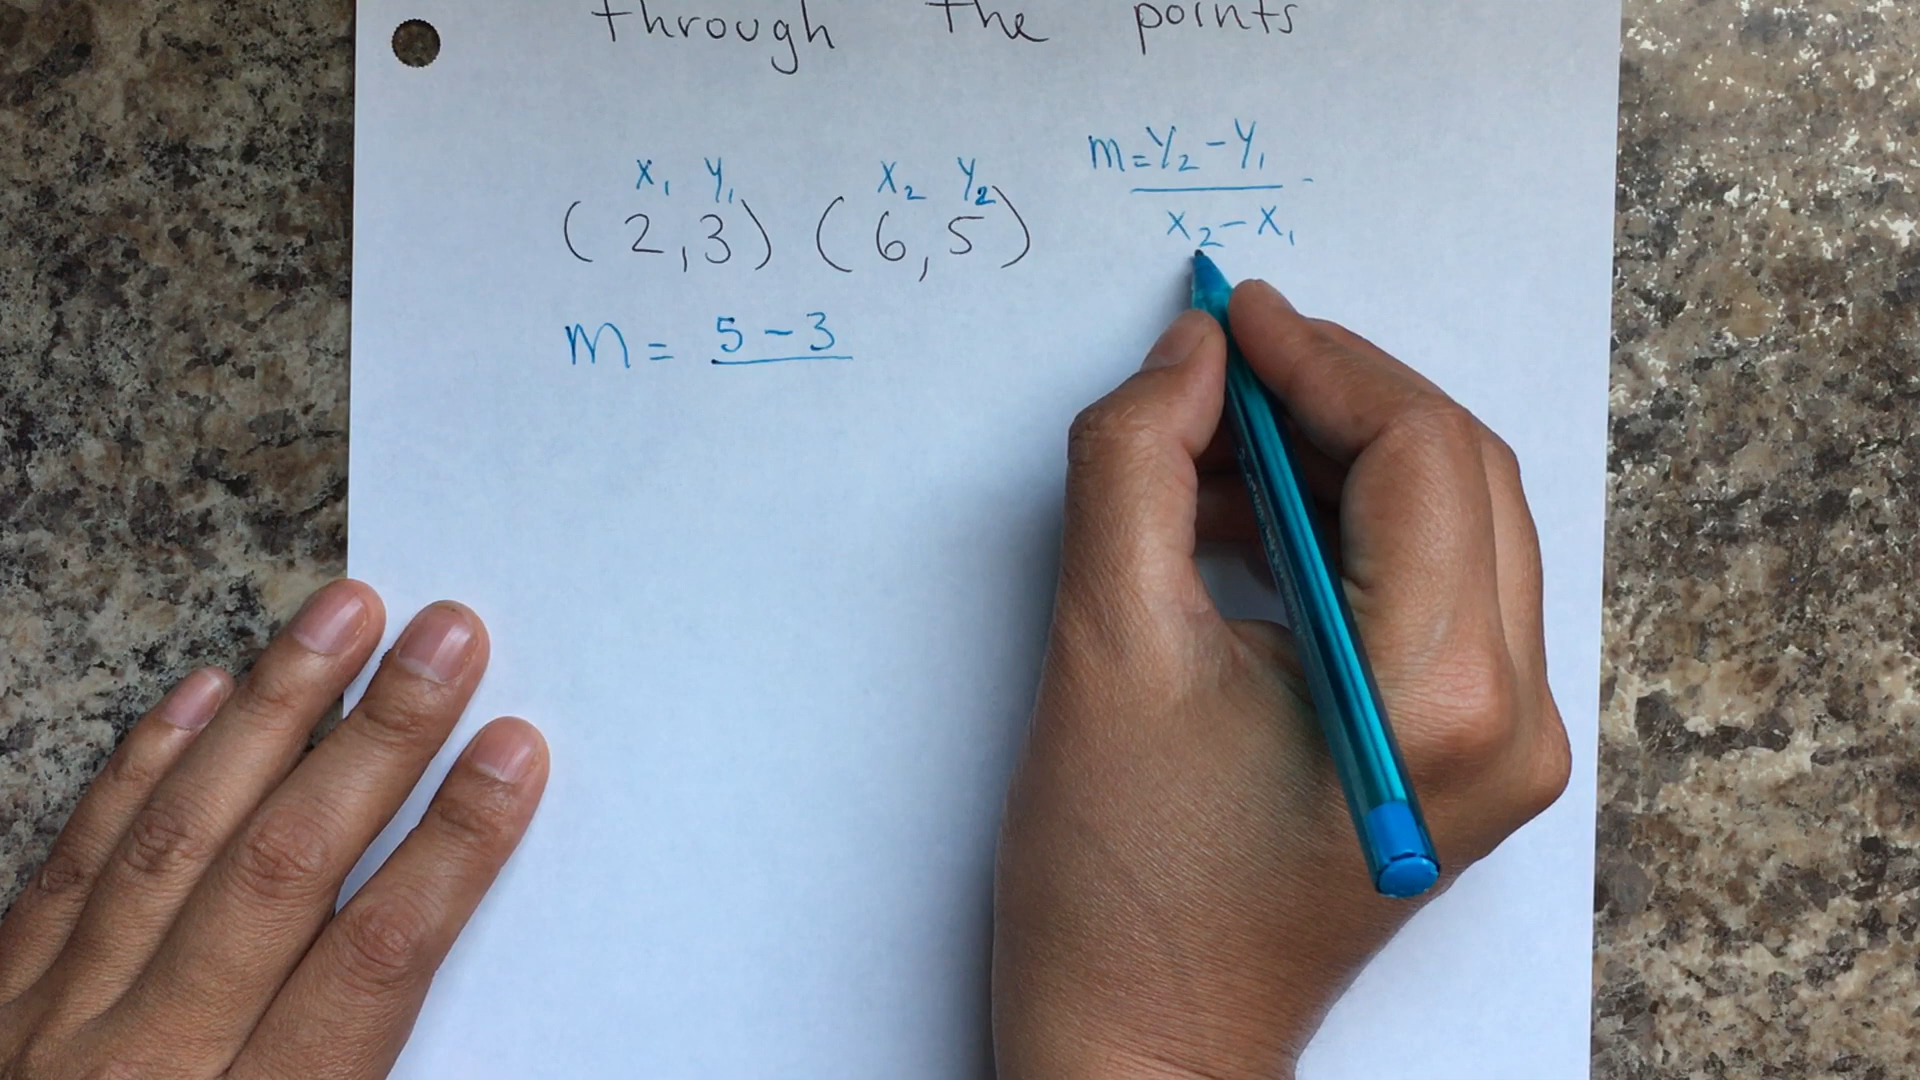 through the points
x₁ y₁ x₂ y₂ m = y₂ - y₁
(2,3) (6,5) x₂ - x₁
m = 5 - 3